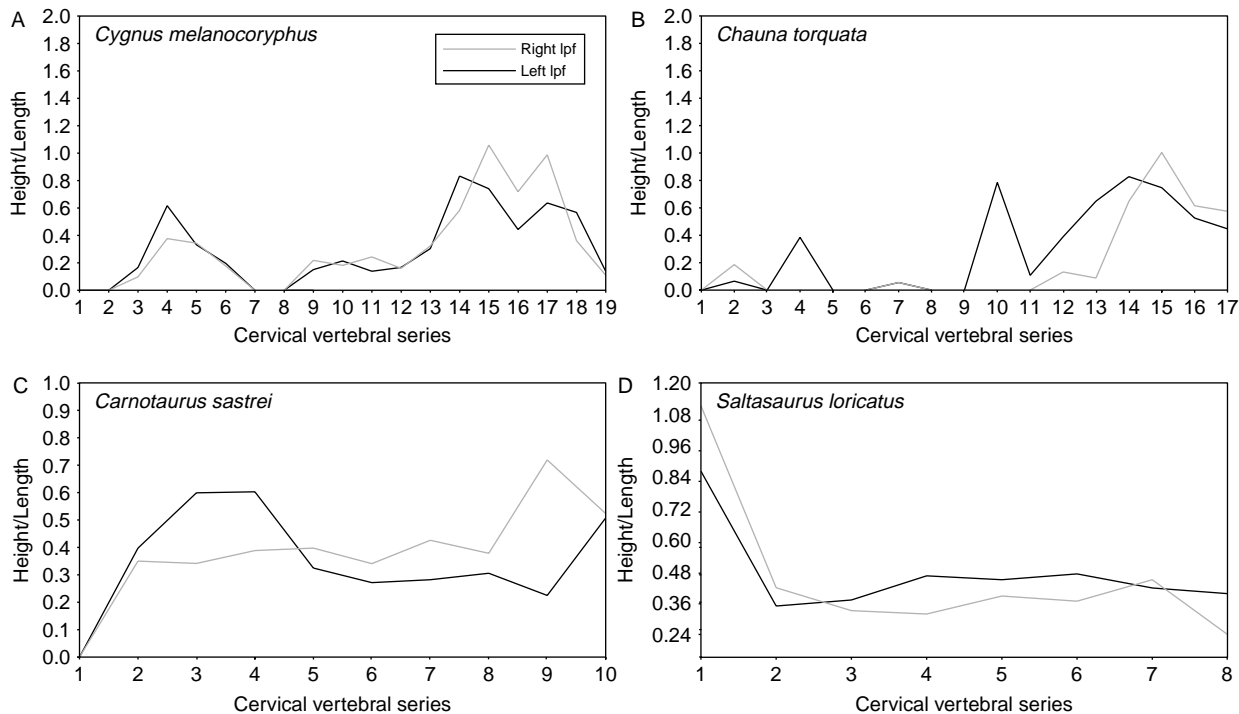 A
Cygnus melanocoryphus
Right lpf
Left lpf
Height/Length
2.0
1.8
1.6
1.4
1.2
1.0
0.8
0.6
0.4
0.2
0.0
1 2 3 4 5 6 7 8 9 10 11 12 13 14 15 16 17 18 19
Cervical vertebral series
B
Chauna torquata
Height/Length
2.0
1.8
1.6
1.4
1.2
1.0
0.8
0.6
0.4
0.2
0.0
1 2 3 4 5 6 7 8 9 10 11 12 13 14 15 16 17
Cervical vertebral series
C
Carnotaurus sastrei
Height/Length
1.0
0.9
0.8
0.7
0.6
0.5
0.4
0.3
0.2
0.1
0.0
1 2 3 4 5 6 7 8 9 10
Cervical vertebral series
D
Saltasaurus loricatus
Height/Length
1.20
1.08
0.96
0.84
0.72
0.60
0.48
0.36
0.24
1 2 3 4 5 6 7 8
Cervical vertebral series